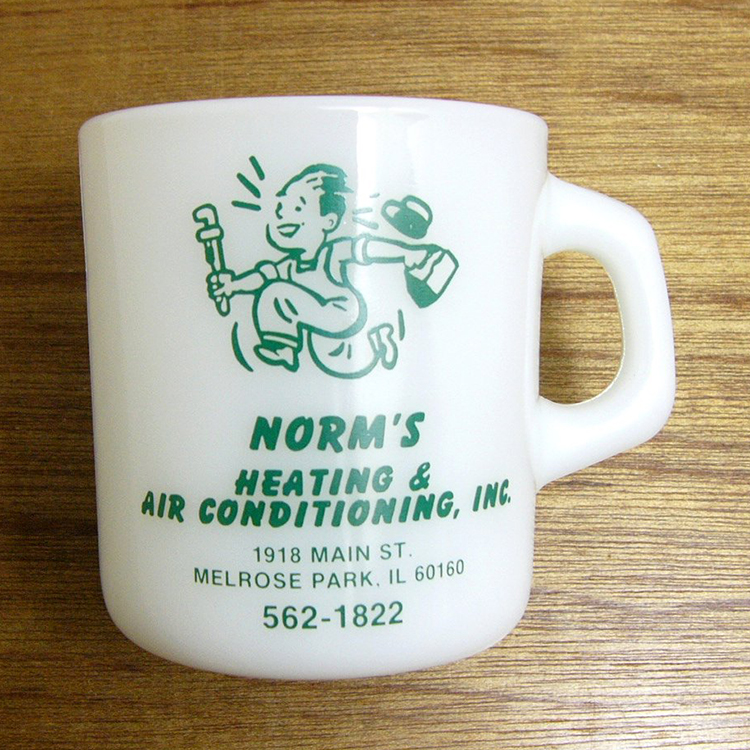 NORM'S
HEATING &
AIR CONDITIONING, INC.
1918 MAIN ST.
MELROSE PARK, IL 60160
562-1822